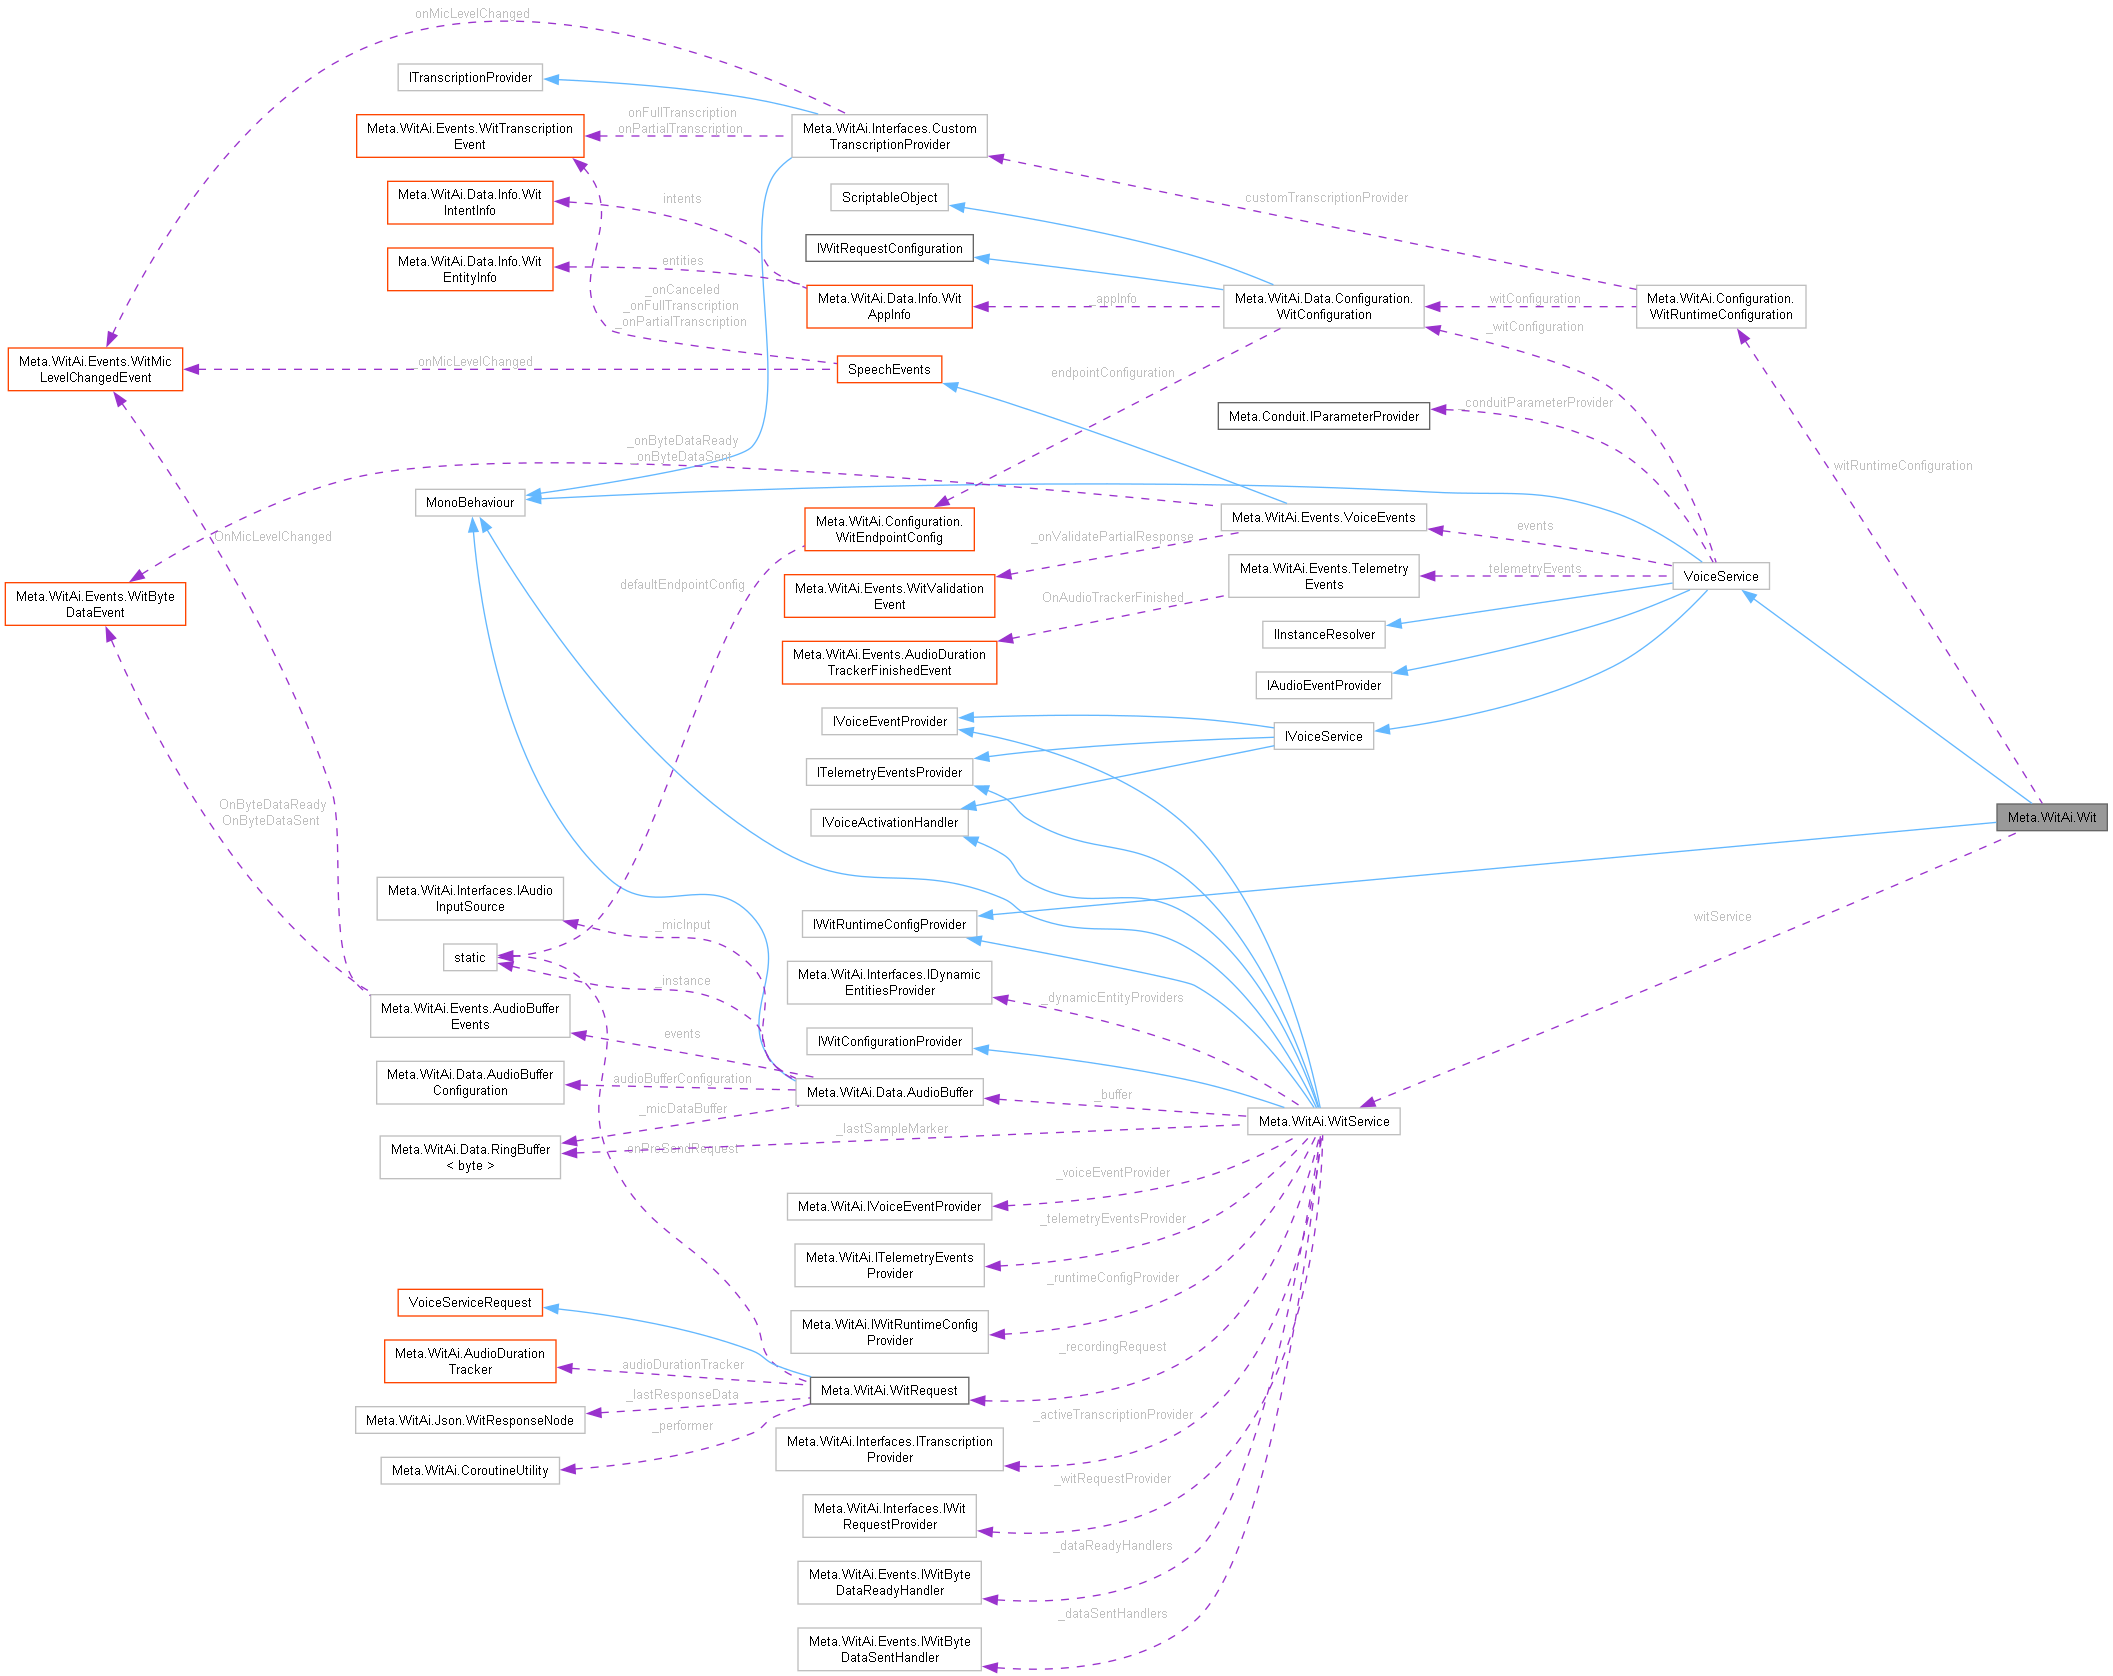 onMicLevelChanged
ITranscriptionProvider
onFullTranscription
onPartialTranscription
Meta.WitAi.Events.WitTranscription
Event
Meta.WitAi.Interfaces.Custom
TranscriptionProvider
Meta.WitAi.Data.Info.Wit
IntentInfo
intents
ScriptableObject
customTranscriptionProvider
IWitRequestConfiguration
Meta.WitAi.Data.Info.Wit
EntityInfo
entities
_onCanceled
_onFullTranscription
_onPartialTranscription
Meta.WitAi.Data.Info.Wit
AppInfo
_appInfo
Meta.WitAi.Data.Configuration.
WitConfiguration
witConfiguration
_witConfiguration
Meta.WitAi.Configuration.
WitRuntimeConfiguration
Meta.WitAi.Events.WitMic
LevelChangedEvent
_onMicLevelChanged
SpeechEvents
endpointConfiguration
Meta.Conduit.IParameterProvider
_conduitParameterProvider
_onByteDataReady
_onByteDataSent
witRuntimeConfiguration
MonoBehaviour
Meta.WitAi.Configuration.
WitEndpointConfig
Meta.WitAi.Events.VoiceEvents
events
OnMicLevelChanged
_onValidatePartialResponse
defaultEndpointConfig
Meta.WitAi.Events.WitValidation
Event
Meta.WitAi.Events.Telemetry
Events
telemetryEvents
VoiceService
Meta.WitAi.Events.WitByte
DataEvent
OnAudioTrackerFinished
IInstanceResolver
Meta.WitAi.Events.AudioDuration
TrackerFinishedEvent
IAudioEventProvider
IVoiceEventProvider
IVoiceService
ITelemetryEventsProvider
OnByteDataReady
OnByteDataSent
IVoiceActivationHandler
Meta.WitAi.Wit
Meta.WitAi.Interfaces.IAudio
InputSource
_micInput
IWitRuntimeConfigProvider
witService
static
_instance
Meta.WitAi.Interfaces.IDynamic
EntitiesProvider
_dynamicEntityProviders
Meta.WitAi.Events.AudioBuffer
Events
events
IWitConfigurationProvider
Meta.WitAi.Data.AudioBuffer
Configuration
audioBufferConfiguration
Meta.WitAi.Data.AudioBuffer
_buffer
_micDataBuffer
_lastSampleMarker
Meta.WitAi.WitService
Meta.WitAi.Data.RingBuffer
< byte >
onPreSendRequest
_voiceEventProvider
Meta.WitAi.IVoiceEventProvider
_telemetryEventsProvider
Meta.WitAi.ITelemetryEvents
Provider
_runtimeConfigProvider
VoiceServiceRequest
Meta.WitAi.IWitRuntimeConfig
Provider
_recordingRequest
Meta.WitAi.AudioDuration
Tracker
audioDurationTracker
Meta.WitAi.WitRequest
_lastResponseData
Meta.WitAi.Json.WitResponseNode
_performer
_activeTranscriptionProvider
Meta.WitAi.Interfaces.ITranscription
Provider
Meta.WitAi.CoroutineUtility
_witRequestProvider
Meta.WitAi.Interfaces.IWit
RequestProvider
_dataReadyHandlers
Meta.WitAi.Events.IWitByte
DataReadyHandler
_dataSentHandlers
Meta.WitAi.Events.IWitByte
DataSentHandler